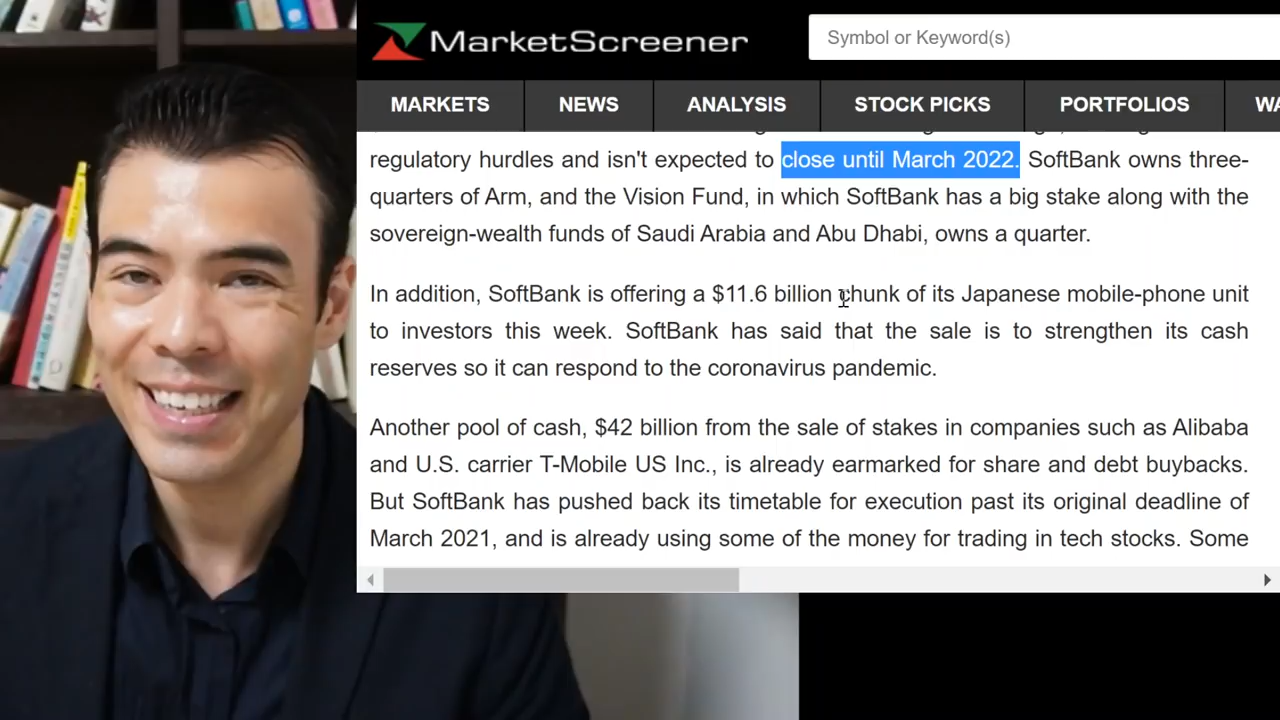 MarketScreener
Symbol or Keyword(s)
MARKETS NEWS ANALYSIS STOCK PICKS PORTFOLIOS
regulatory hurdles and isn't expected to close until March 2022. SoftBank owns three-
quarters of Arm, and the Vision Fund, in which SoftBank has a big stake along with the
sovereign-wealth funds of Saudi Arabia and Abu Dhabi, owns a quarter.
In addition, SoftBank is offering a $11.6 billion chunk of its Japanese mobile-phone unit
to investors this week. SoftBank has said that the sale is to strengthen its cash
reserves so it can respond to the coronavirus pandemic.
Another pool of cash, $42 billion from the sale of stakes in companies such as Alibaba
and U.S. carrier T-Mobile US Inc., is already earmarked for share and debt buybacks.
But SoftBank has pushed back its timetable for execution past its original deadline of
March 2021, and is already using some of the money for trading in tech stocks. Some